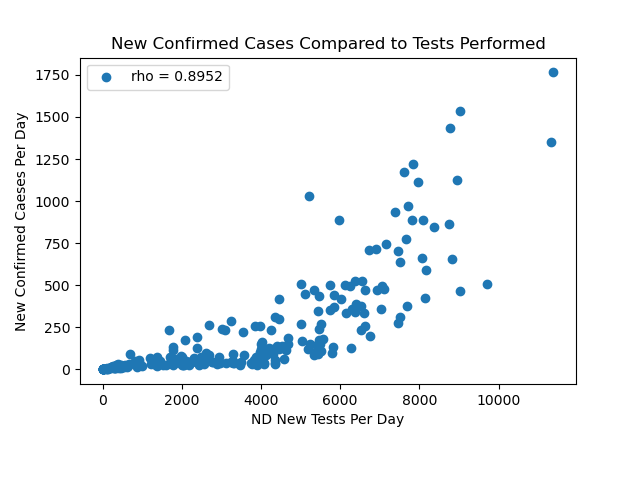 New Confirmed Cases Compared to Tests Performed
rho = 0.8952
1750
1500
1250
1000
750
500
250
0
New Confirmed Caeses Per Day
0 2000 4000 6000 8000 10000
ND New Tests Per Day